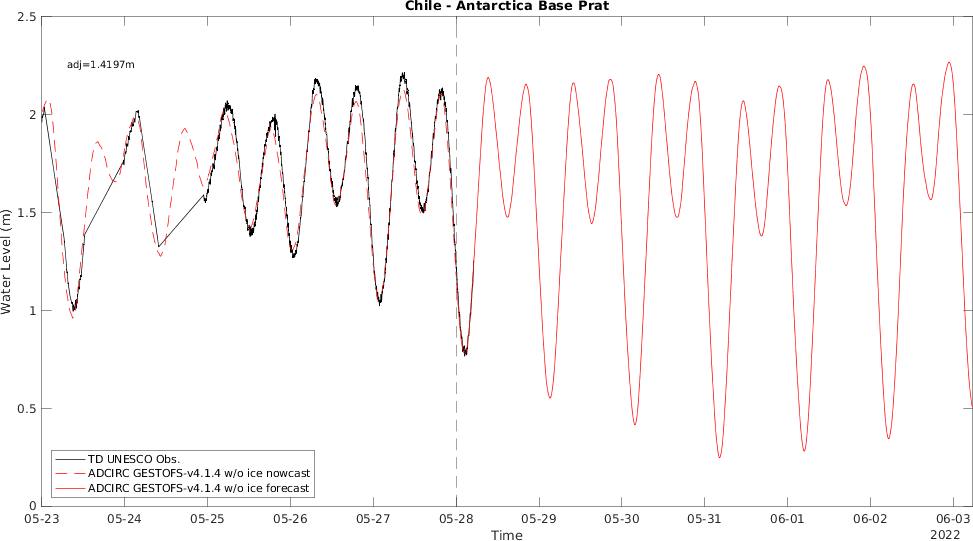 Chile - Antarctica Base Prat
2.5
adj=1.4197m
2
1.5
Water Level (m)
1
0.5
TD UNESCO Obs.
ADCIRC GESTOFS-v4.1.4 w/o ice nowcast
ADCIRC GESTOFS-v4.1.4 w/o ice forecast
0
05-23 05-24 05-25 05-26 05-27 05-28 05-29 05-30 05-31 06-01 06-02 06-03
Time 2022